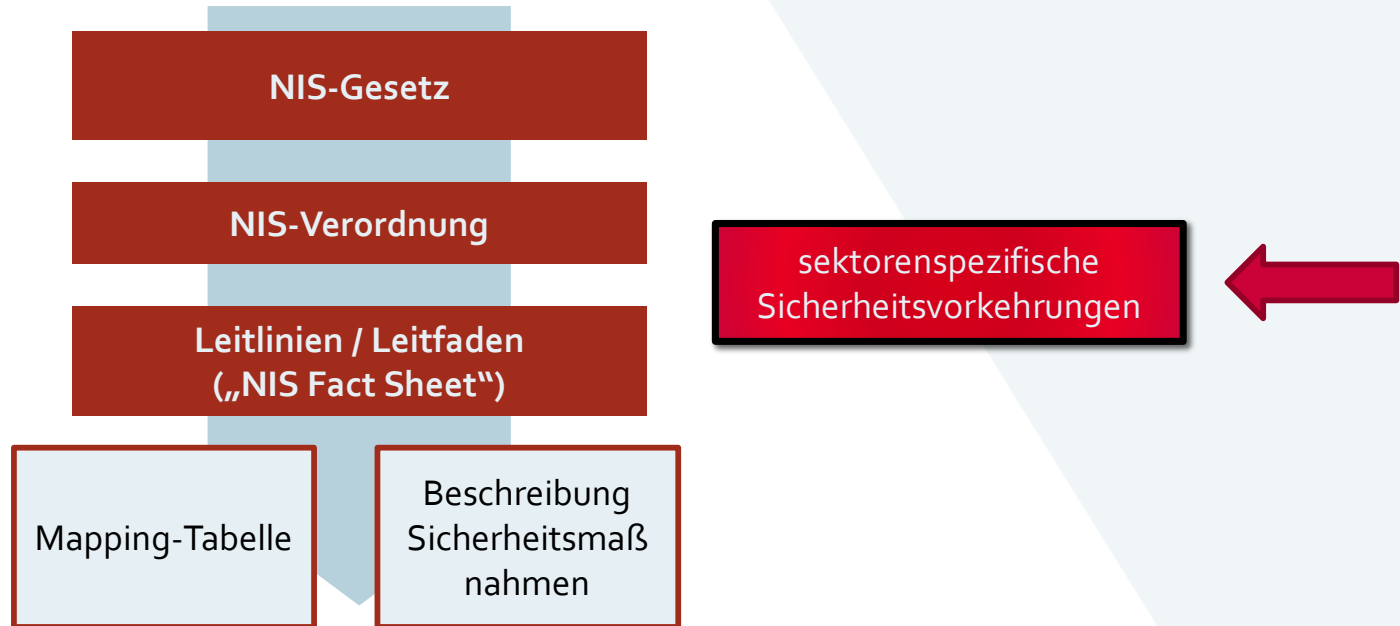 NIS-Gesetz
NIS-Verordnung
Leitlinien / Leitfaden
(„NIS Fact Sheet“)
Mapping-Tabelle
Beschreibung
Sicherheitsmaß
nahmen
sektorenspezifische
Sicherheitsvorkehrungen